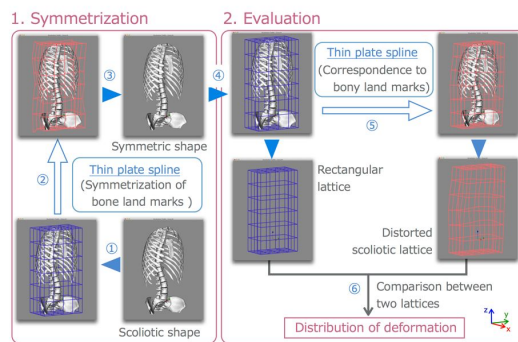 1. Symmetrization
③
Symmetric shape
②
Thin plate spline
(Symmetrization of
bone land marks )
①
Scoliotic shape
④
2. Evaluation
Thin plate spline
(Correspondence to
bony land marks)
⑤
Rectangular
lattice
Distorted
scoliotic lattice
⑥
Comparison between
two lattices
Distribution of deformation
z
y
x